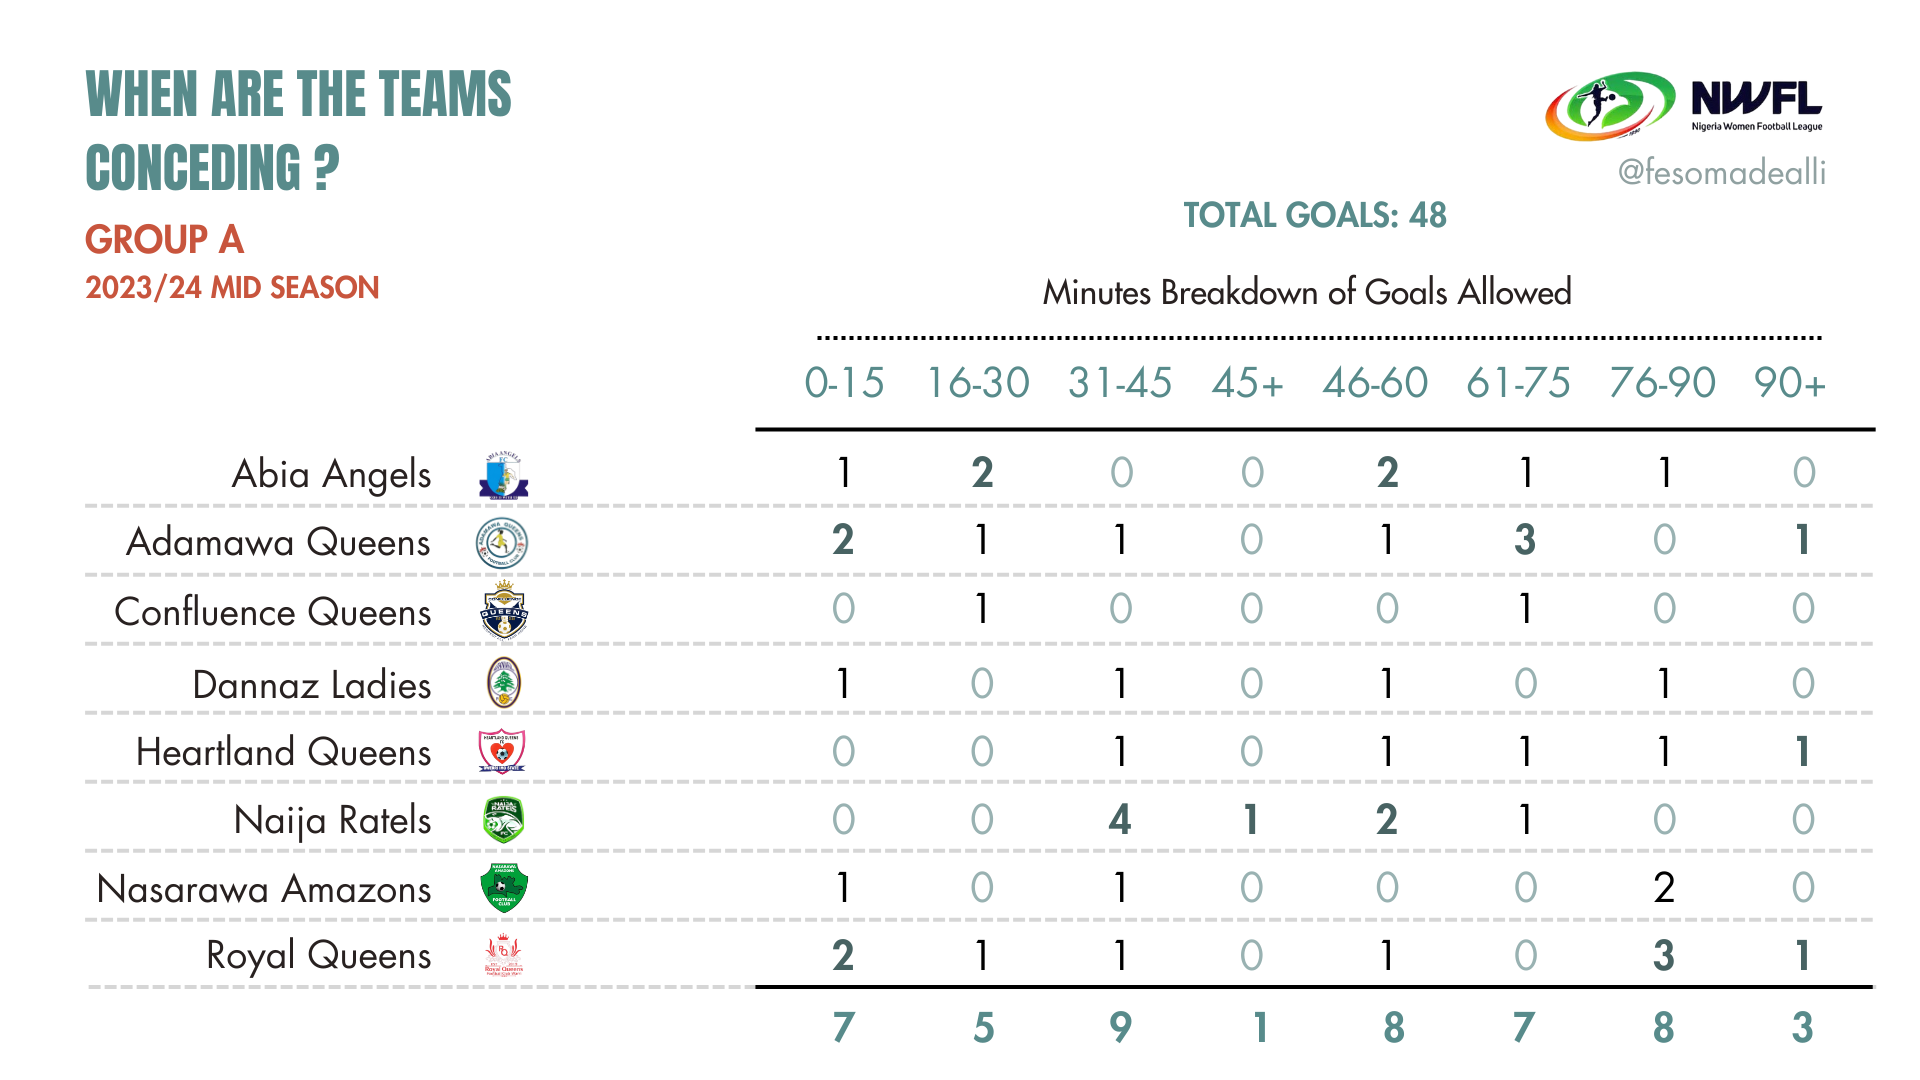 WHEN ARE THE TEAMS
CONCEDING ?
GROUP A
2023/24 MID SEASON
NWFL
Nigeria Women Football League
1990
@fesomadealli
TOTAL GOALS: 48
Minutes Breakdown of Goals Allowed
0-15 16-30 31-45 45+ 46-60 61-75 76-90 90+
Abia Angels 1 2 0 0 2 1 1 0
Adamawa Queens 2 1 1 0 1 3 0 1
Confluence Queens 0 1 0 0 0 1 0 0
Dannaz Ladies 1 0 1 0 1 0 1 0
Heartland Queens 0 0 1 0 1 1 1 1
Naija Ratels 0 0 4 1 2 1 0 0
Nasarawa Amazons 1 0 1 0 0 0 2 0
Royal Queens 2 1 1 0 1 0 3 1
7 5 9 1 8 7 8 3